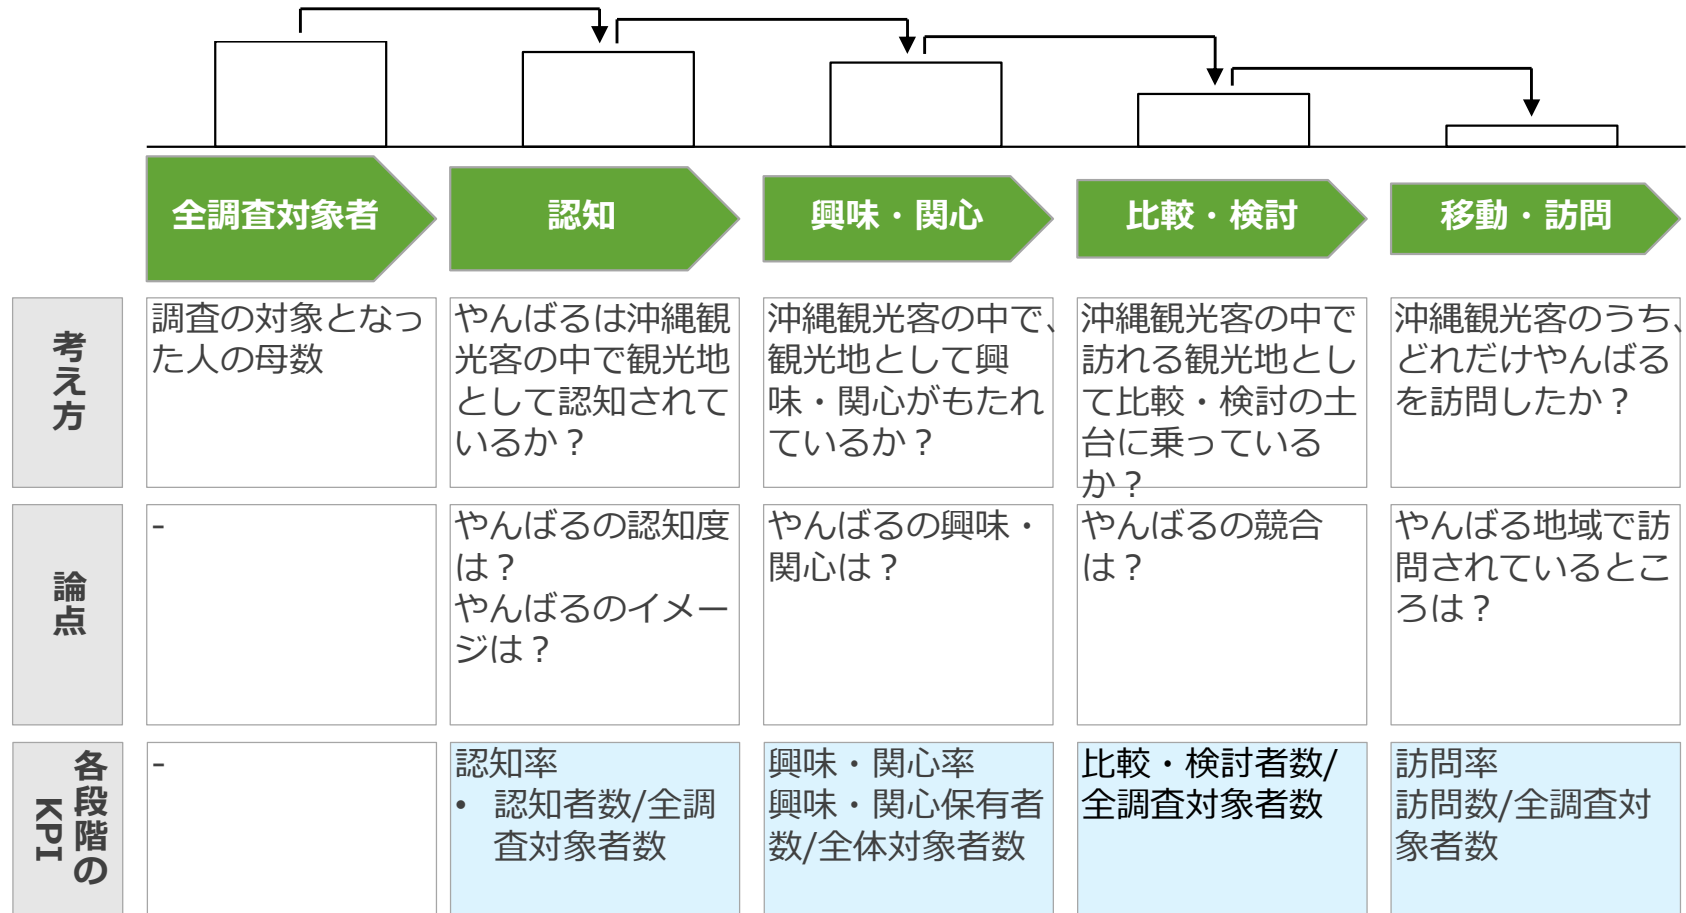 全調査対象者
認知
興味・関心
比較・検討
移動・訪問
考え方
調査の対象となっ
た人の母数
やんばるは沖縄観
光客の中で観光地
として認知されて
いるか？
沖縄観光客の中で、
観光地として興
味・関心がもたれ
ているか？
沖縄観光客の中で
訪れる観光地とし
て比較・検討の土
台に乗っている
か？
沖縄観光客のうち、
どれだけやんばる
を訪問したか？
論点
-
やんばるの認知度
は？
やんばるのイメー
ジは？
やんばるの興味・
関心は？
やんばるの競合
は？
やんばる地域で訪
問されているとこ
ろは？
各段階の
KPI
-
認知率
• 認知者数/全調
査対象者数
興味・関心率
興味・関心保有者
数/全体対象者数
比較・検討者数/
全調査対象者数
訪問率
訪問数/全調査対
象者数